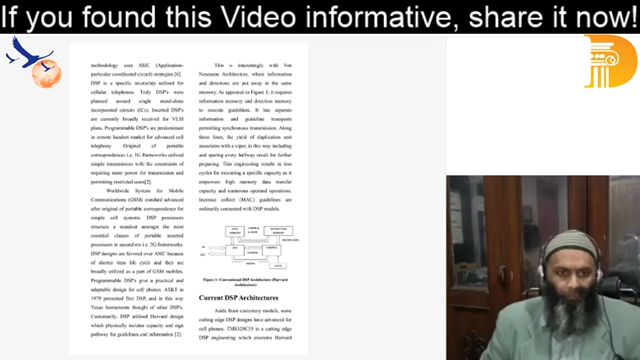 If you found this Video informative, share it now!
methodology uses ASIC (Application-
particular coordinated circuit) strategies [6].
DSP is a specific microchip utilized for
cellular telephones. Truly DSP's were
planned around single stand-alone
incorporated circuits (ICs). Inserted DSP's
are currently broadly received for VLSI
plans. Programmable DSP's are predominant
in remote handset market for advanced cell
telephony. Original of portable
correspondences i.e. 1G frameworks utilized
simple transmission with the constraints of
requiring more power for transmission and
permitting restricted users[2].
Worldwide System for Mobile
Communications (GSM) standard advanced
after original of portable correspondence for
simple cell systems. DSP processors
structure a standout amongst the most
essential classes of portable inserted
processors in second era i.e. 2G frameworks.
DSP designs are favored over ASIC because
of shorter item life cycle and they are
broadly utilized as a part of GSM mobiles.
Programmable DSP's give a practical and
adaptable design for cell phones. AT&T in
1979 presented first DSP, and in this way
Texas Instruments thought of other DSP's.
Customarily, DSP utilized Harvard design
which physically isolates capacity and sign
pathway for guidelines and information [2].
This is interestingly with Von
Neumann Architecture, where information
and directions are put away in the same
memory. As appeared in Figure 1, it requires
information memory and direction memory
to execute guidelines. It has separate
information and guideline transports
permitting synchronous transmission. Along
these lines, the yield of duplication unit
associates with a viper, to this way including
and sparing every halfway result for further
preparing. This engineering results in less
cycles for executing a specific capacity as it
empowers high memory data transfer
capacity and numerous operand operations.
Increase collect (MAC) guidelines are
ordinarily connected with DSP models.
DATA
MEMORY
INSTRUCTION
MEMORY
CONTROL
Figure 1: Conventional DSP Architecture (Harvard
Architecture)
Current DSP Architectures
Aside from customary models, some
cutting edge DSP designs have advanced for
cell phones. TMS320C55 is a cutting edge
DSP engineering which executes Harvard